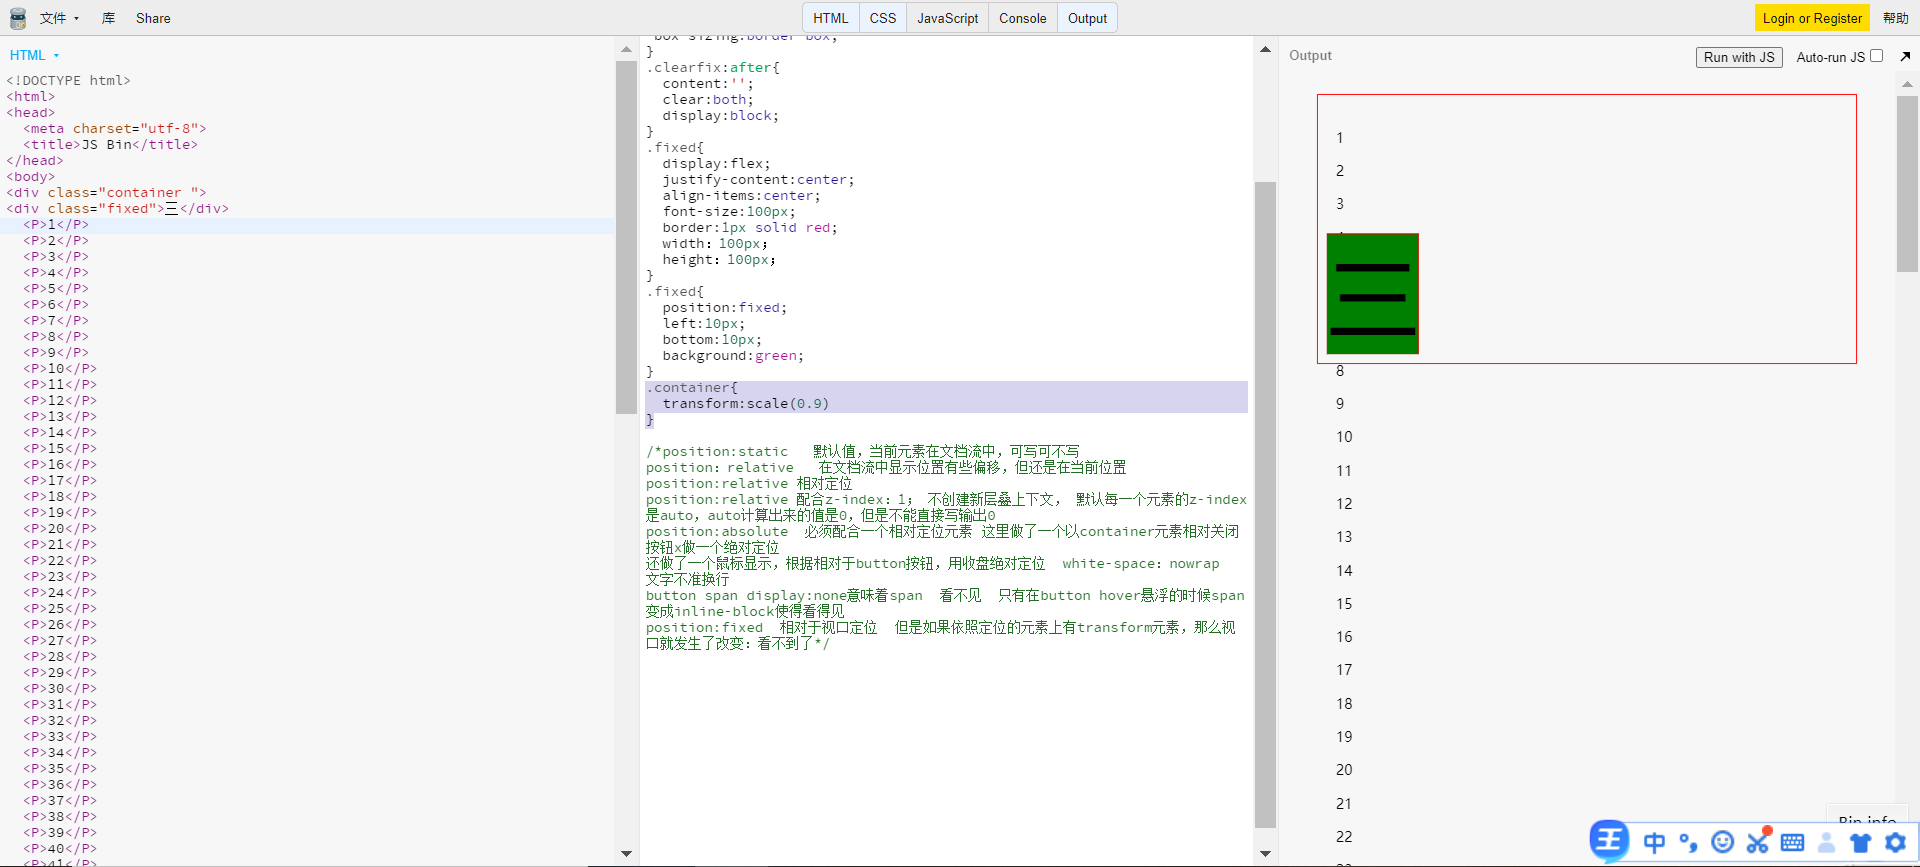 文件
库
Share
HTML
CSS
JavaScript
Console
Output
Login or Register
帮助
HTML
<!DOCTYPE html>
<html>
<head>
<meta charset="utf-8">
<title>JS Bin</title>
</head>
<body>
<div class="container ">
<div class="fixed">三</div>
<P>1</P>
<P>2</P>
<P>3</P>
<P>4</P>
<P>5</P>
<P>6</P>
<P>7</P>
<P>8</P>
<P>9</P>
<P>10</P>
<P>11</P>
<P>12</P>
<P>13</P>
<P>14</P>
<P>15</P>
<P>16</P>
<P>17</P>
<P>18</P>
<P>19</P>
<P>20</P>
<P>21</P>
<P>22</P>
<P>23</P>
<P>24</P>
<P>25</P>
<P>26</P>
<P>27</P>
<P>28</P>
<P>29</P>
<P>30</P>
<P>31</P>
<P>32</P>
<P>33</P>
<P>34</P>
<P>35</P>
<P>36</P>
<P>37</P>
<P>38</P>
<P>39</P>
<P>40</P>
<P>41</P>
box-sizing:border-box;
}
.clearfix:after{
content:'';
clear:both;
display:block;
}
.fixed{
display:flex;
justify-content:center;
align-items:center;
font-size:100px;
border:1px solid red;
width：100px；
height：100px；
}
.fixed{
position:fixed;
left:10px;
bottom:10px;
background:green;
}
.container{
transform:scale(0.9)
}
/*position:static 默认值，当前元素在文档流中，可写可不写
position：relative 在文档流中显示位置有些偏移，但还是在当前位置
position:relative 相对定位
position:relative 配合z-index：1； 不创建新层叠上下文， 默认每一个元素的z-index
是auto，auto计算出来的值是0，但是不能直接写输出0
position:absolute 必须配合一个相对定位元素 这里做了一个以container元素相对关闭
按钮x做一个绝对定位
还做了一个鼠标显示，根据相对于button按钮，用收盘绝对定位 white-space：nowrap
文字不准换行
button span display:none意味着span 看不见 只有在button hover悬浮的时候span
变成inline-block使得看得见
position:fixed 相对于视口定位 但是如果依照定位的元素上有transform元素，那么视
口就发生了改变：看不到了*/
Output
Run with JS
Auto-run JS
1
2
3
三
8
9
10
11
12
13
14
15
16
17
18
19
20
21
22
Bin info
王
中